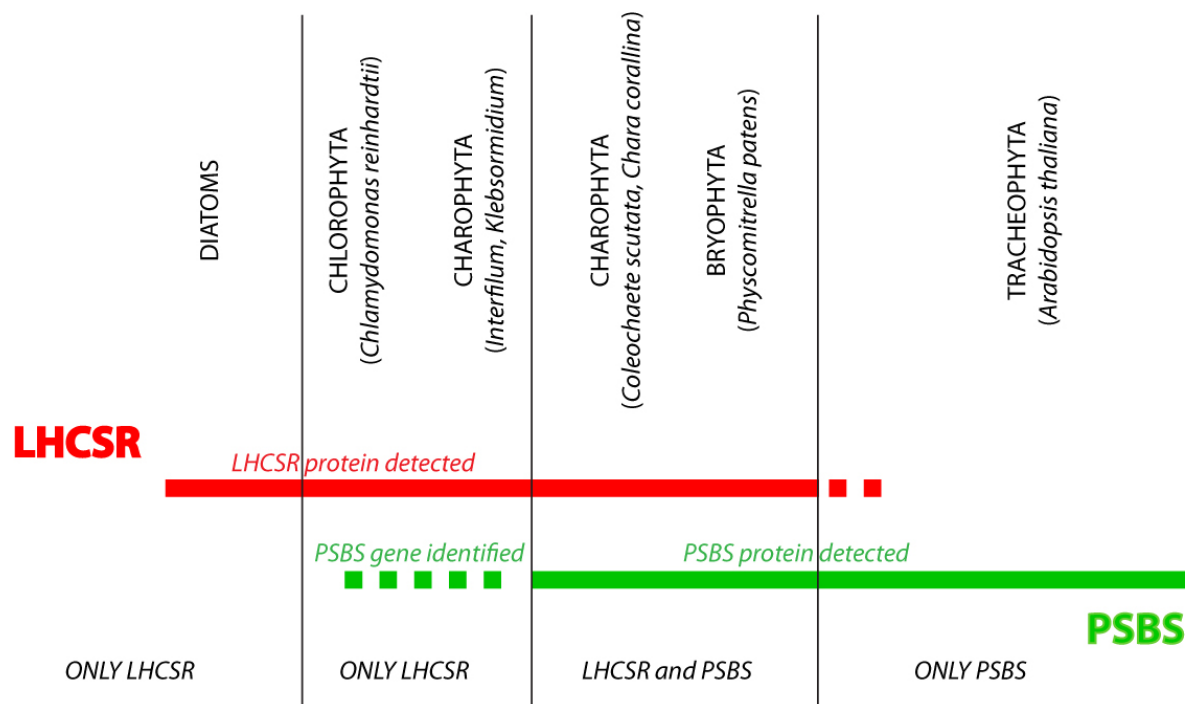 DIATOMS
CHLOROPHYTA
(Chlamydomonas reinhardtii)
CHAROPHYTA
(Interfilum, Klebsormidium)
CHAROPHYTA
(Coleochaete scutata, Chara corallina)
BRYOPHYTA
(Physcomitrella patens)
TRACHEOPHYTA
(Arabidopsis thaliana)
LHCSR
LHCSR protein detected
PSBS gene identified
PSBS protein detected
PSBS
ONLY LHCSR
ONLY LHCSR
LHCSR and PSBS
ONLY PSBS